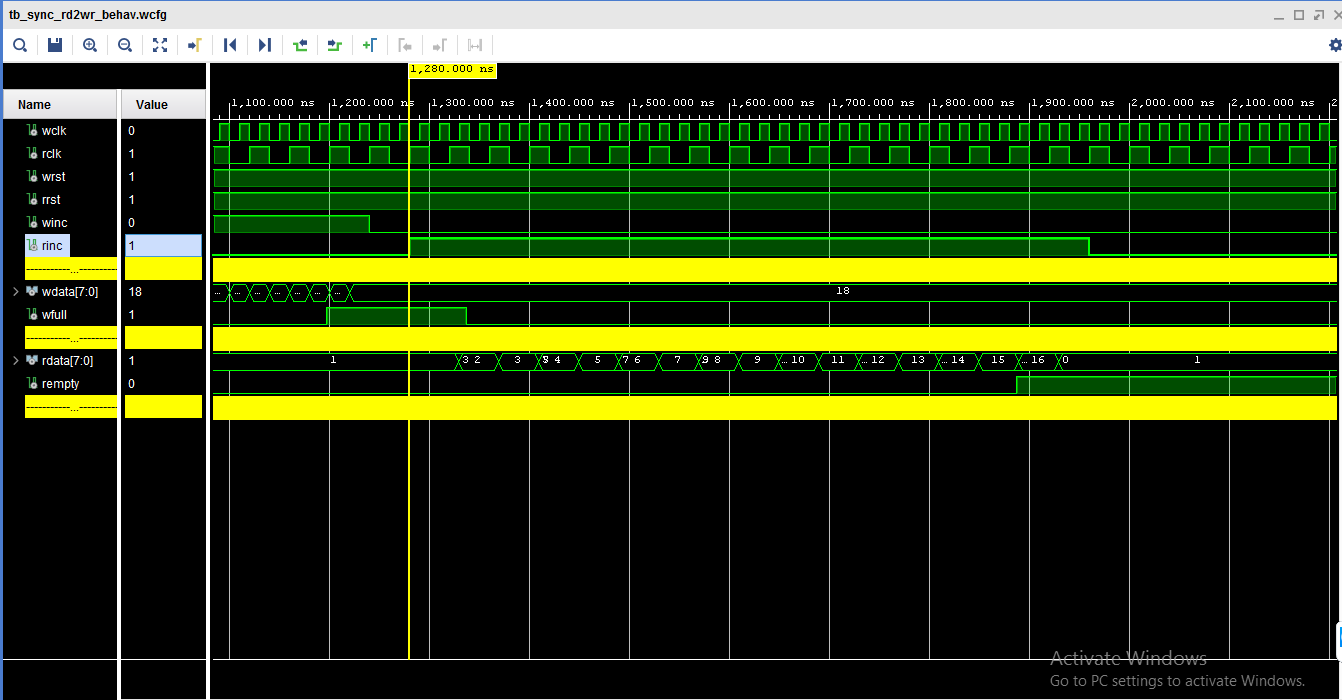 tb_sync_rd2wr_behav.wcfg
1,280.000 ns
Name Value 1,100.000 ns 1,200.000 ns 1,300.000 ns 1,400.000 ns 1,500.000 ns 1,600.000 ns 1,700.000 ns 1,800.000 ns 1,900.000 ns 2,000.000 ns 2,100.000 ns 2
wclk 0
rclk 1
wrst 1
rrst 1
winc 0
rinc 1
-----------...----------
wdata[7:0] 18 ... ... ... ... ... ... 18
wfull 1
-----------...----------
rdata[7:0] 1 1 3 2 3 4 5 7 6 7 9 8 9 ... 10 11 ... 12 13 ... 14 15 ... 16 0 1
rempty 0
-----------...----------
Activate Windows
Go to PC settings to activate Windows.